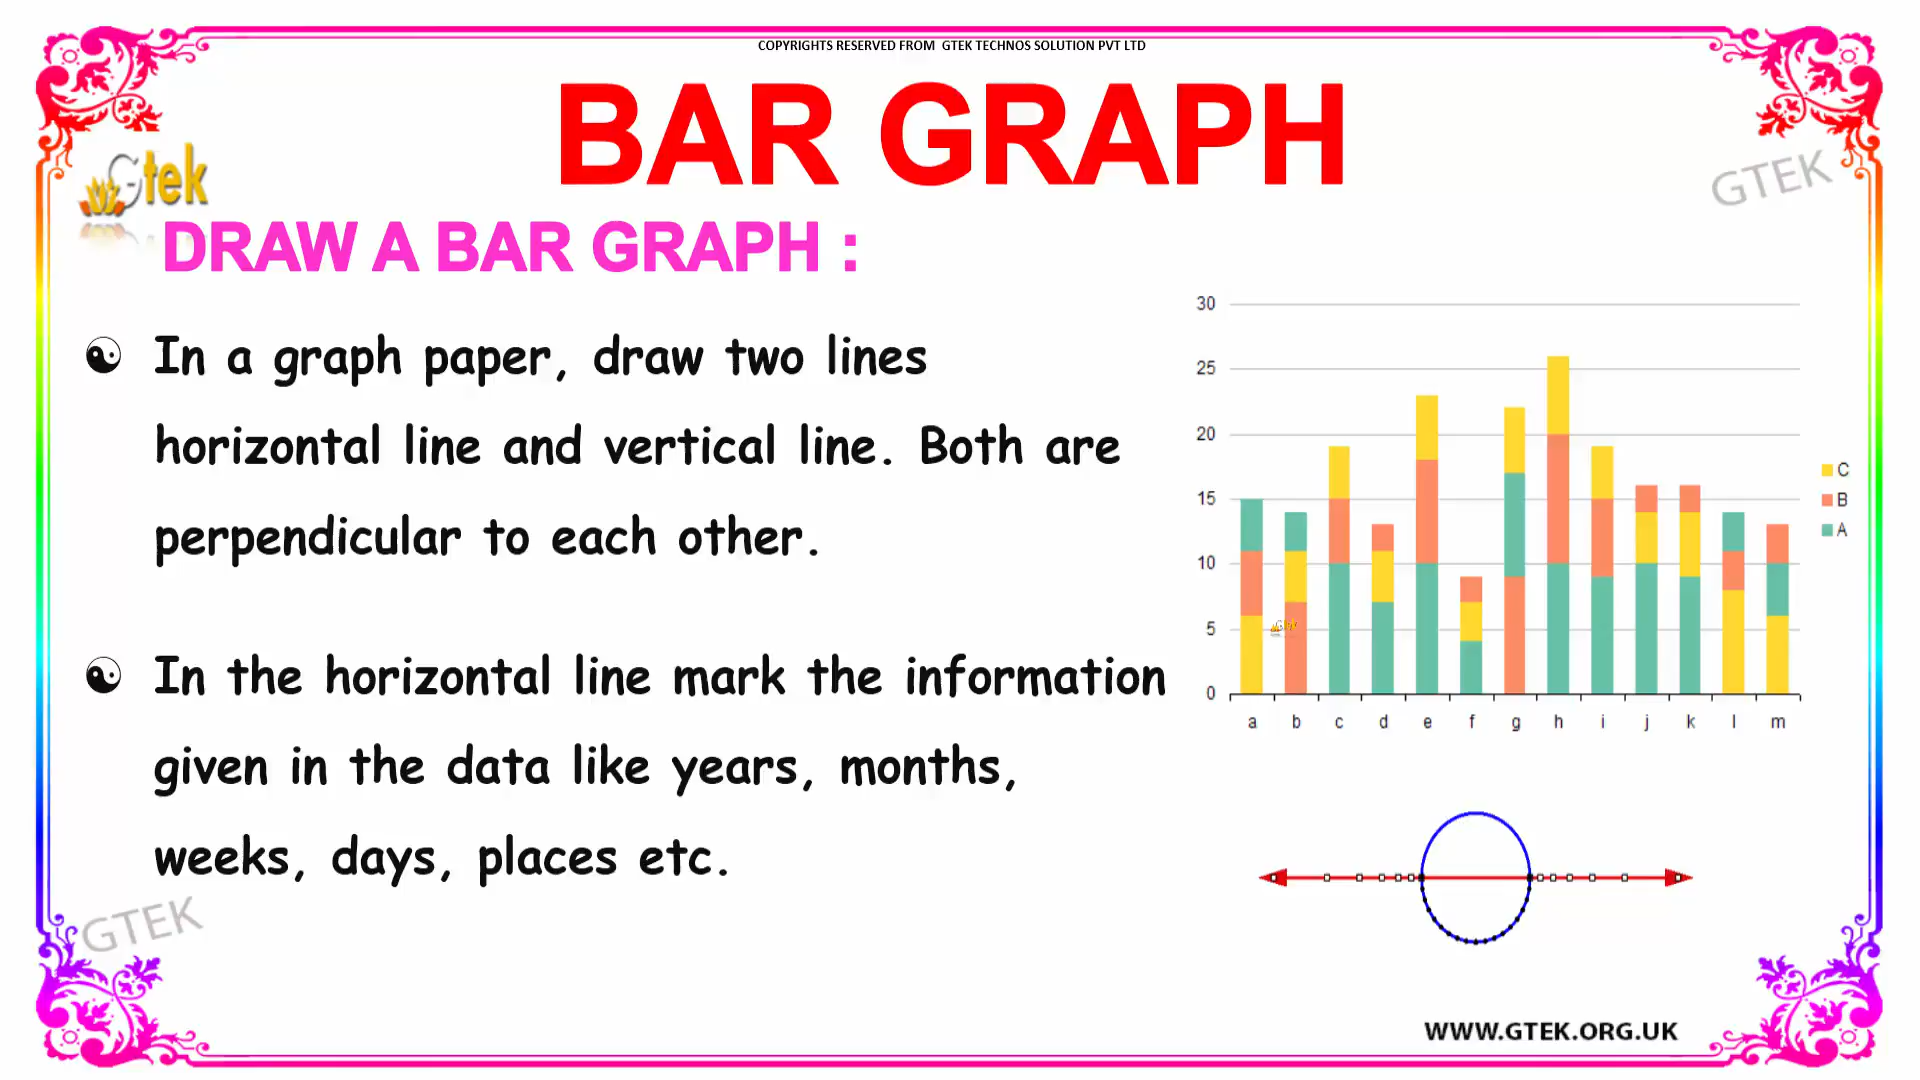 COPYRIGHTS RESERVED FROM GTEK TECHNOS SOLUTION PVT LTD
BAR GRAPH
Gtek
GTEK
DRAW A BAR GRAPH :
In a graph paper, draw two lines
horizontal line and vertical line. Both are
perpendicular to each other.
In the horizontal line mark the information
given in the data like years, months,
weeks, days, places etc.
30
25
20
15
10
5
0
Gtek
a b c d e f g h i j k l m
C
B
A
GTEK
WWW.GTEK.ORG.UK